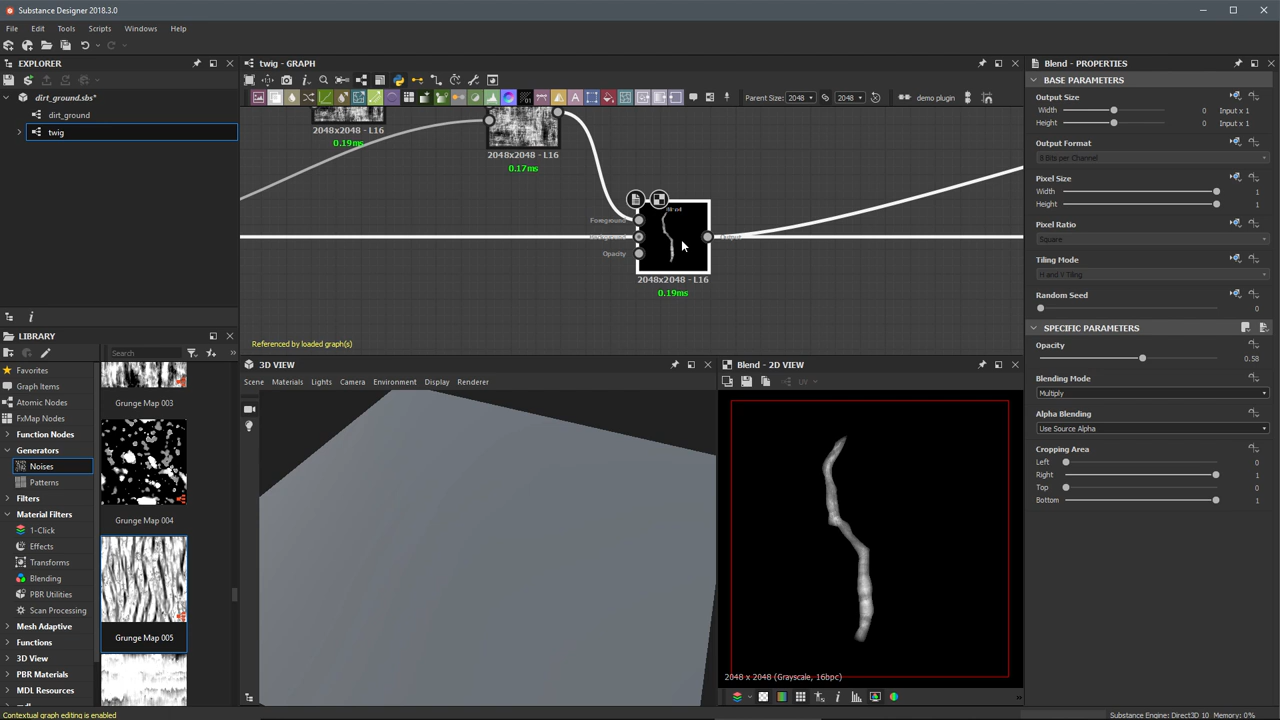 Substance Designer 2018.3.0
File Edit Tools Scripts Windows Help
EXPLORER
dirt_ground.sbs*
dirt_ground
twig
LIBRARY
Search
Favorites
Graph Items
Atomic Nodes
FxMap Nodes
Function Nodes
Generators
Noises
Patterns
Filters
Material Filters
1-Click
Effects
Transforms
Blending
PBR Utilities
Scan Processing
Mesh Adaptive
Functions
3D View
PBR Materials
MDL Resources
Grunge Map 003
Grunge Map 004
Grunge Map 005
Contextual graph editing is enabled
twig - GRAPH
Parent Size: 2048 2048
demo plugin
2048x2048 - L16
0.19ms
2048x2048 - L16
0.17ms
Foreground
Background
Opacity
Output
2048x2048 - L16
0.19ms
Referenced by loaded graph(s)
3D VIEW
Scene Materials Lights Camera Environment Display Renderer
Blend - 2D VIEW
UV
2048 x 2048 (Grayscale, 16bpc)
Blend - PROPERTIES
BASE PARAMETERS
Output Size
Width 0 Input x 1
Height 0 Input x 1
Output Format
8 Bits per Channel
Pixel Size
Width 1
Height 1
Pixel Ratio
Square
Tiling Mode
H and V Tiling
Random Seed
0
SPECIFIC PARAMETERS
Opacity
0.58
Blending Mode
Multiply
Alpha Blending
Use Source Alpha
Cropping Area
Left 0
Right 1
Top 0
Bottom 1
Substance Engine: Direct3D 10 Memory: 0%